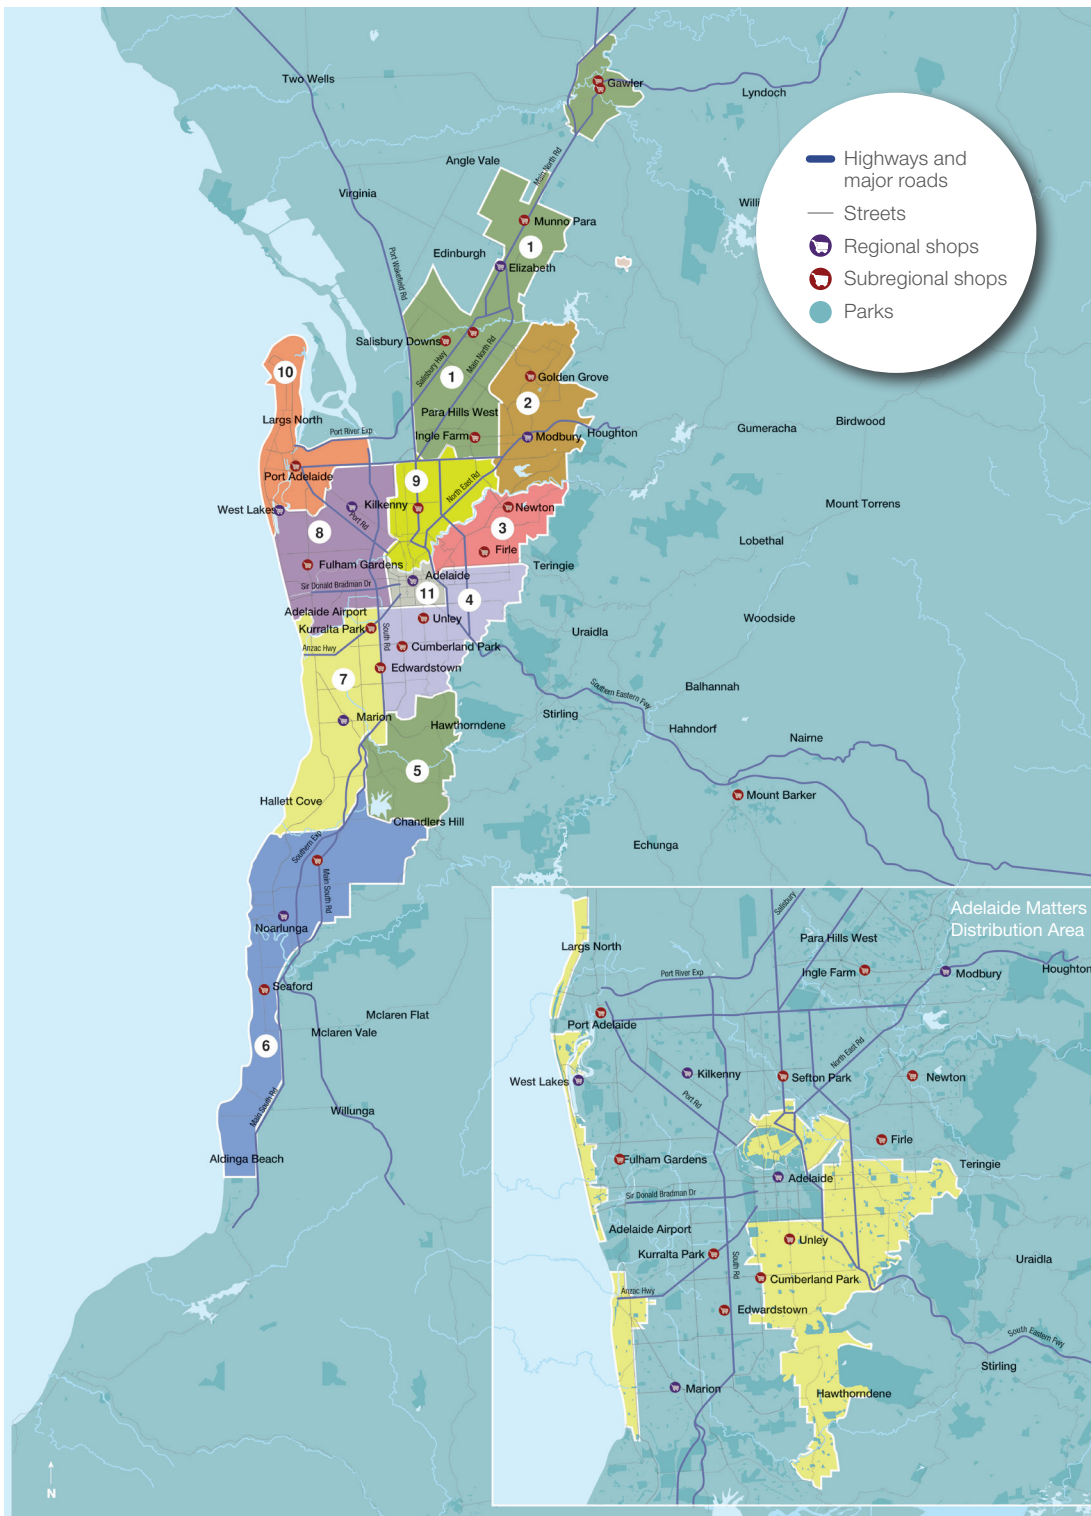 Two Wells
Gawler
Lyndoch
Angle Vale
Main North Rd
Virginia
Munno Para
1
Edinburgh
Elizabeth
Port Wakefield Rd
Highways and
major roads
Streets
Regional shops
Subregional shops
Parks
Salisbury Downs
Salisbury Hwy
Main North Rd
10
1
Golden Grove
2
Largs North
Para Hills West
Port River Exp
Ingle Farm
Modbury
Houghton
Gumeracha
Birdwood
Port Adelaide
9
North East Rd
West Lakes
Kilkenny
Port Rd
Newton
Mount Torrens
8
3
Lobethal
Firle
Fulham Gardens
Teringie
Adelaide
Sir Donald Bradman Dr
11
4
Adelaide Airport
Kurralta Park
Unley
Woodside
South Rd
Uraidla
Anzac Hwy
Cumberland Park
Edwardstown
7
Balhannah
Southern Eastern Fwy
Marion
Hawthorndene
Stirling
Hahndorf
Nairne
5
Mount Barker
Hallett Cove
Chandlers Hill
Echunga
Southern Exp
Main South Rd
Noarlunga
Seaford
McLaren Flat
McLaren Vale
6
Main South Rd
Willunga
Aldinga Beach
N
Adelaide Matters
Distribution Area
Salisbury
Largs North
Para Hills West
Port River Exp
Ingle Farm
Modbury
Houghton
Port Adelaide
North East Rd
West Lakes
Kilkenny
Sefton Park
Newton
Port Rd
Firle
Fulham Gardens
Teringie
Adelaide
Sir Donald Bradman Dr
Adelaide Airport
Unley
Kurralta Park
South Rd
Uraidla
Cumberland Park
Anzac Hwy
Edwardstown
South Eastern Fwy
Stirling
Marion
Hawthorndene